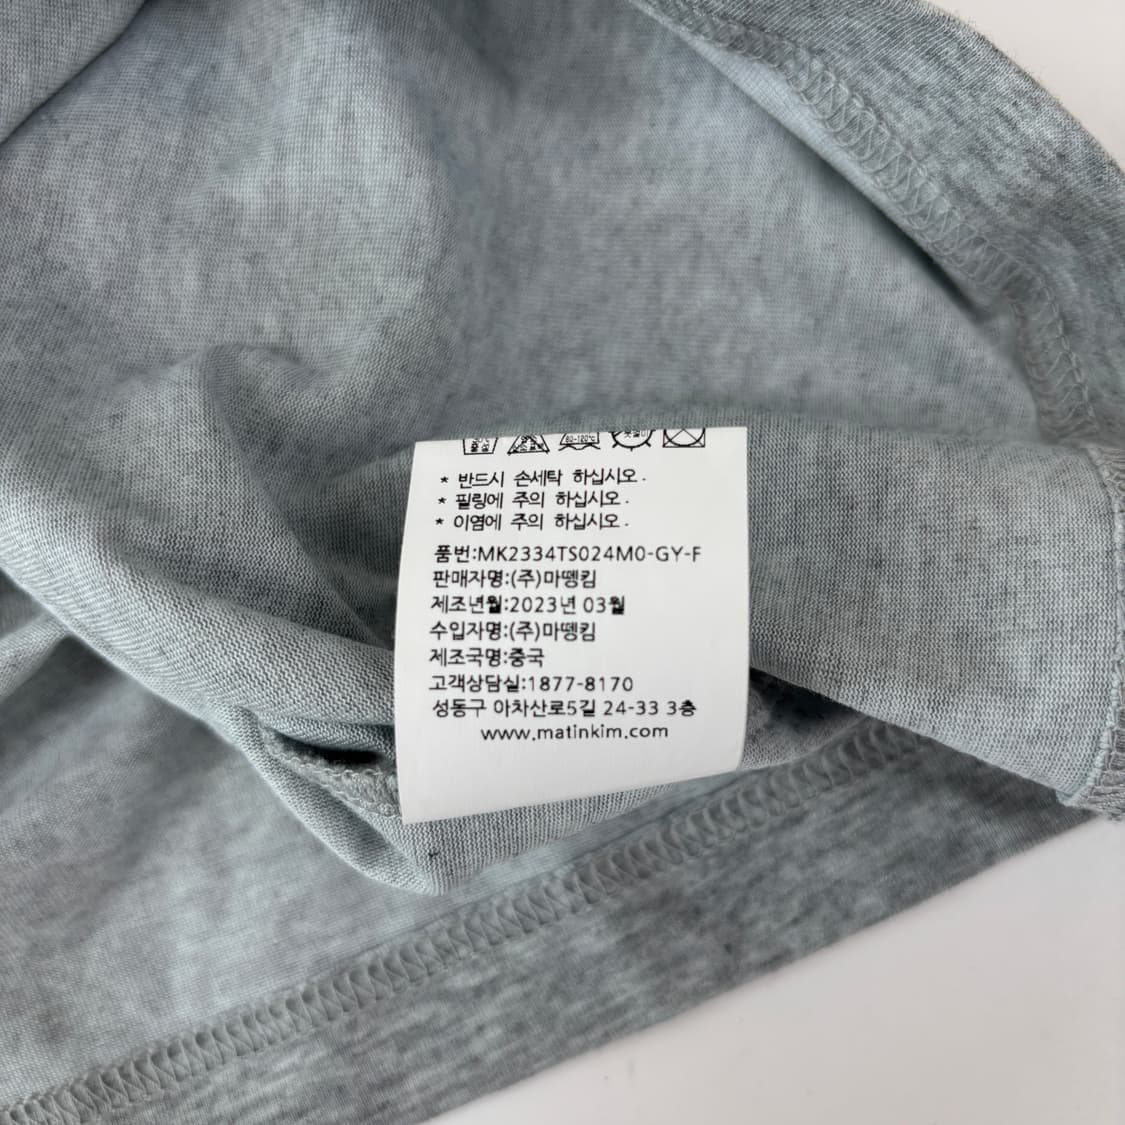 80-120℃
* 반드시 손세탁 하십시오.
* 필링에 주의 하십시오.
* 이염에 주의 하십시오.
품번:MK2334TS024M0-GY-F
판매자명:(주)마뗑킴
제조년월:2023년 03월
수입자명:(주)마뗑킴
제조국명:중국
고객상담실:1877-8170
성동구 아차산로5길 24-33 3층
www.matinkim.com